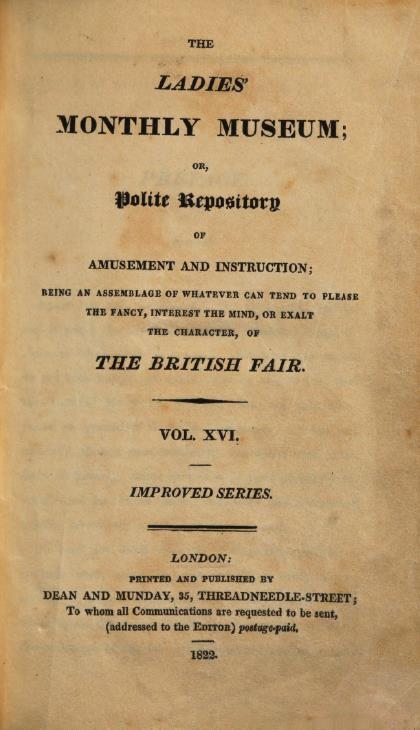 THE
LADIES'
MONTHLY MUSEUM;
OR,
Polite Repository
OF
AMUSEMENT AND INSTRUCTION;
BEING AN ASSEMBLAGE OF WHATEVER CAN TEND TO PLEASE
THE FANCY, INTEREST THE MIND, OR EXALT
THE CHARACTER, OF
THE BRITISH FAIR.
VOL. XVI.
IMPROVED SERIES.
LONDON:
PRINTED AND PUBLISHED BY
DEAN AND MUNDAY, 35, THREADNEEDLE-STREET;
To whom all Communications are requested to be sent,
(addressed to the EDITOR) postage-paid.
1822.